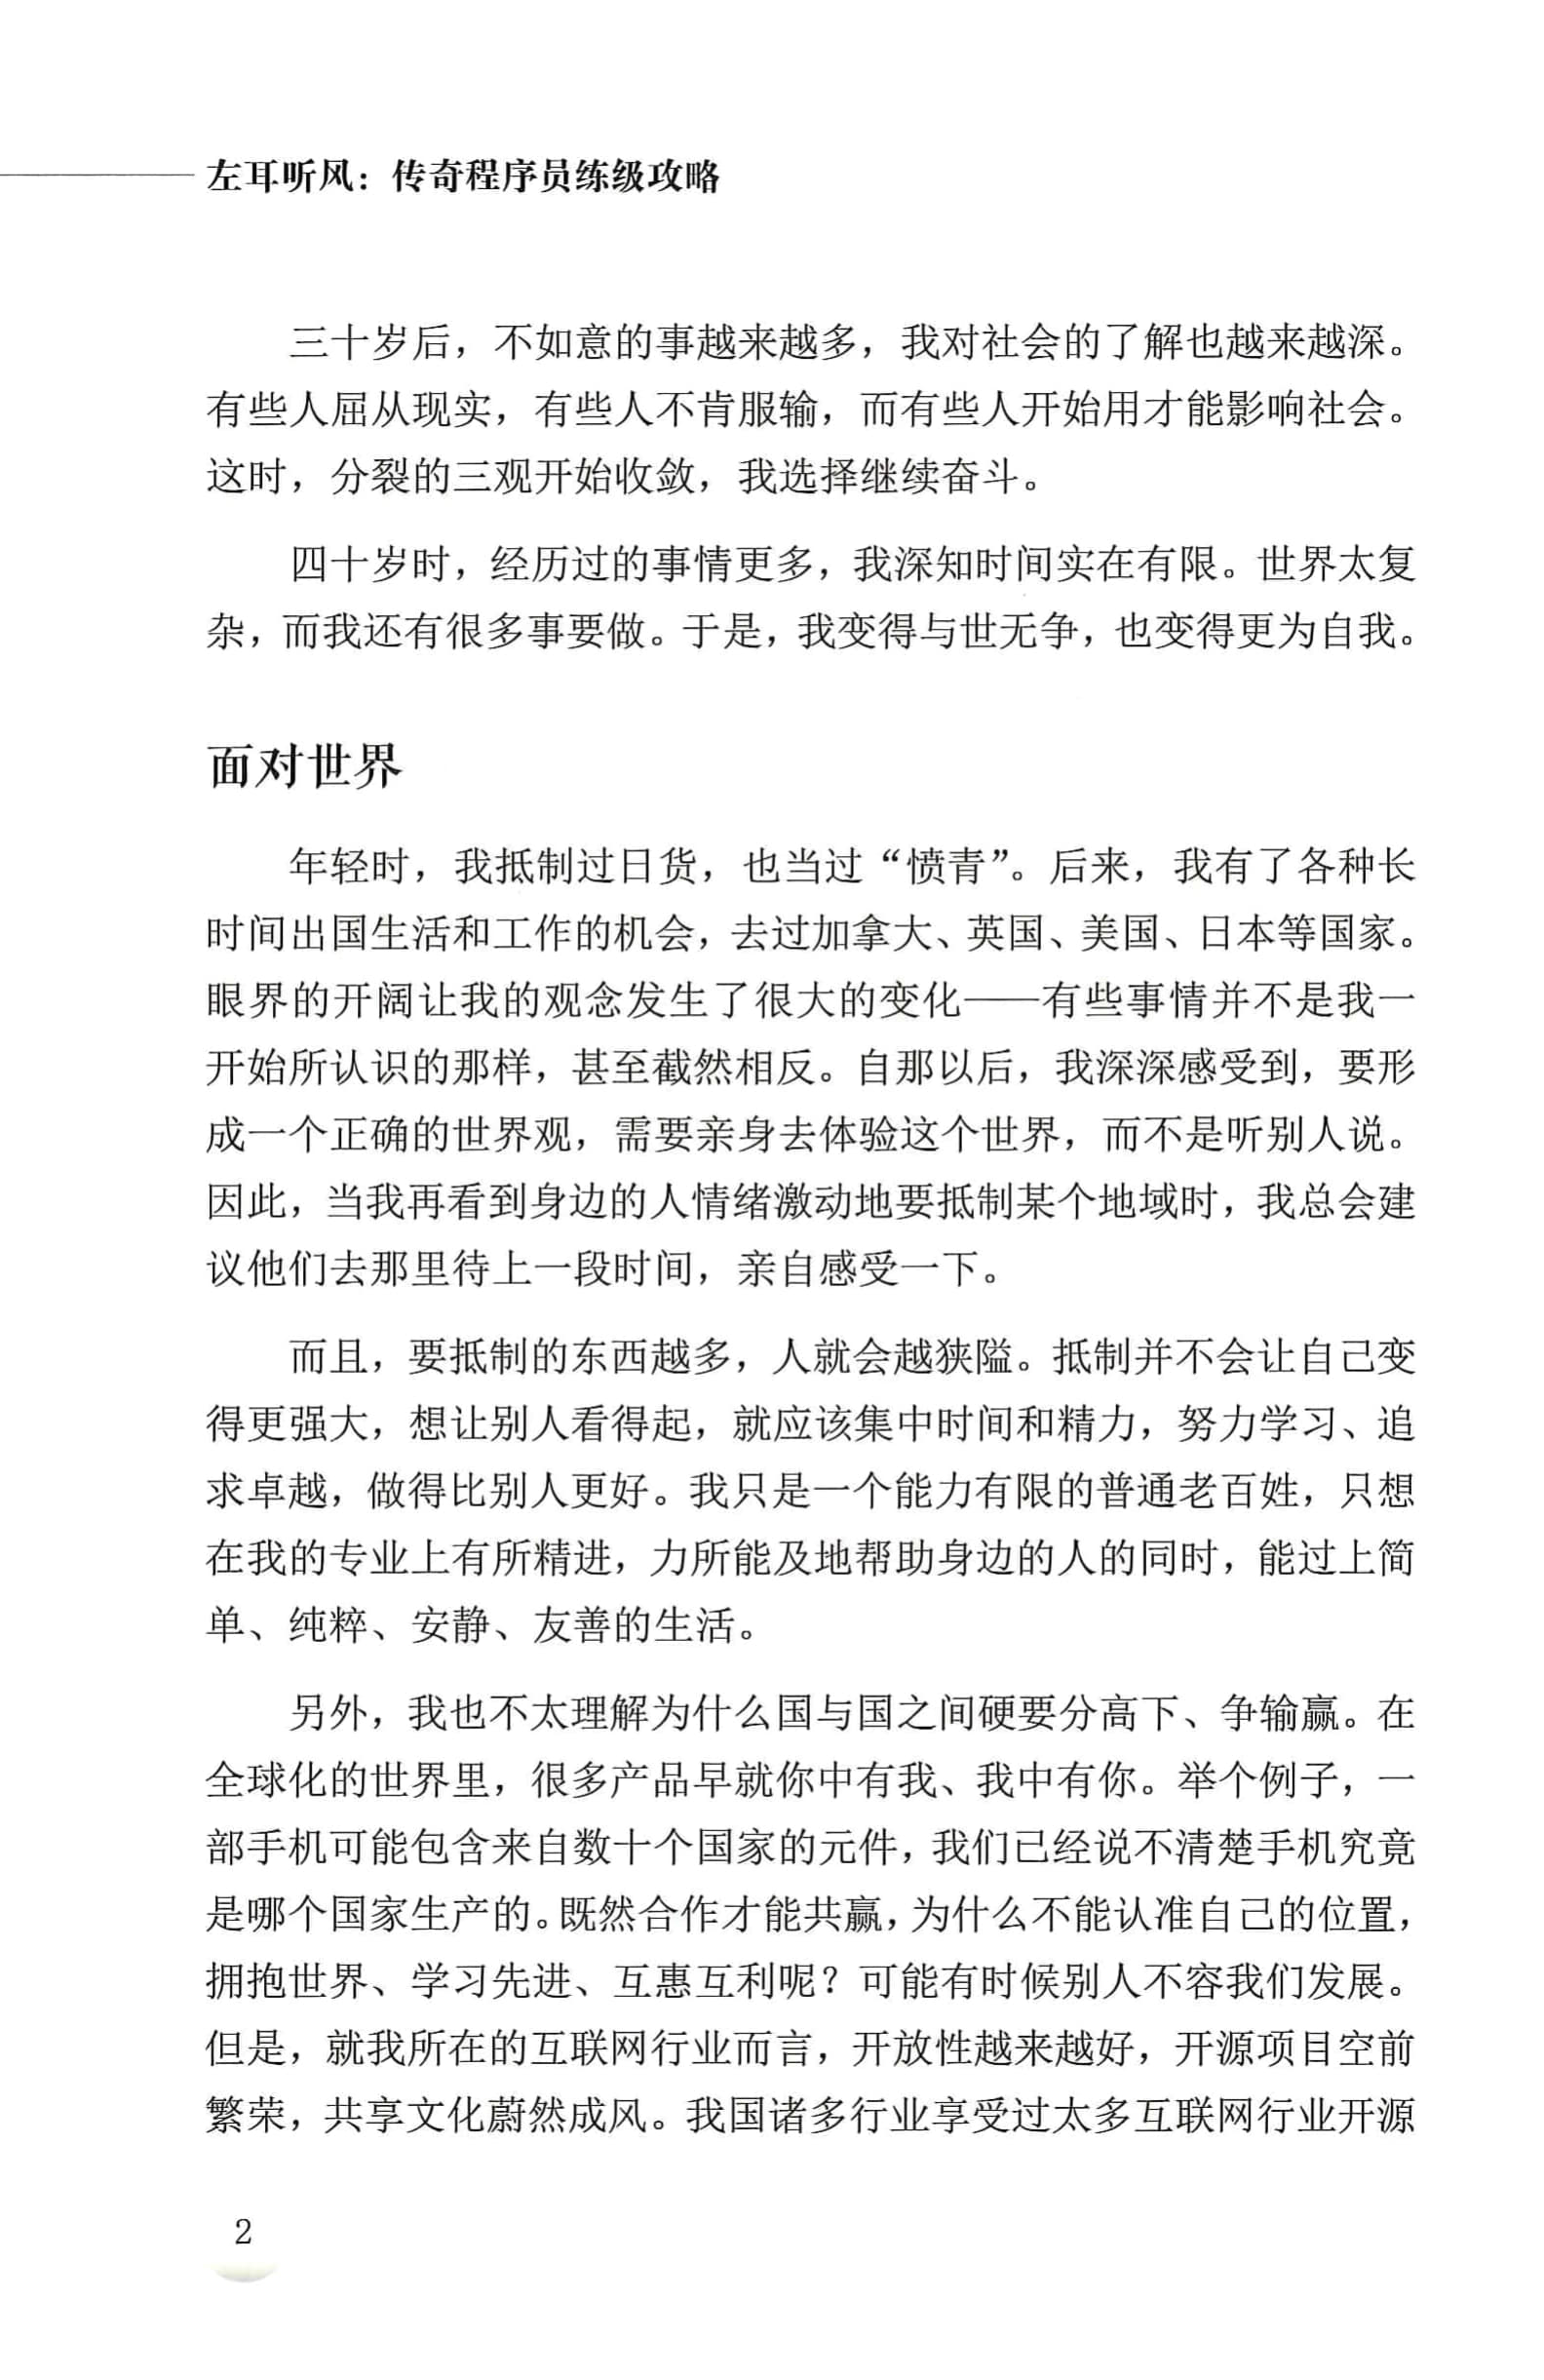 左耳听风：传奇程序员练级攻略
三十岁后，不如意的事越来越多，我对社会的了解也越来越深。
有些人屈从现实，有些人不肯服输，而有些人开始用才能影响社会。
这时，分裂的三观开始收敛，我选择继续奋斗。
四十岁时，经历过的事情更多，我深知时间实在有限。世界太复
杂，而我还有很多事要做。于是，我变得与世无争，也变得更为自我。
面对世界
年轻时，我抵制过日货，也当过“愤青”。后来，我有了各种长
时间出国生活和工作的机会，去过加拿大、英国、美国、日本等国家。
眼界的开阔让我的观念发生了很大的变化——有些事情并不是我一
开始所认识的那样，甚至截然相反。自那以后，我深深感受到，要形
成一个正确的世界观，需要亲身去体验这个世界，而不是听别人说。
因此，当我再看到身边的人情绪激动地要抵制某个地域时，我总会建
议他们去那里待上一段时间，亲自感受一下。
而且，要抵制的东西越多，人就会越狭隘。抵制并不会让自己变
得更强大，想让别人看得起，就应该集中时间和精力，努力学习、追
求卓越，做得比别人更好。我只是一个能力有限的普通老百姓，只想
在我的专业上有所精进，力所能及地帮助身边的人的同时，能过上简
单、纯粹、安静、友善的生活。
另外，我也不太理解为什么国与国之间硬要分高下、争输赢。在
全球化的世界里，很多产品早就你中有我、我中有你。举个例子，一
部手机可能包含来自数十个国家的元件，我们已经说不清楚手机究竟
是哪个国家生产的。既然合作才能共赢，为什么不能认准自己的位置，
拥抱世界、学习先进、互惠互利呢？可能有时候别人不容我们发展。
但是，就我所在的互联网行业而言，开放性越来越好，开源项目空前
繁荣，共享文化蔚然成风。我国诸多行业享受过太多互联网行业开源
2